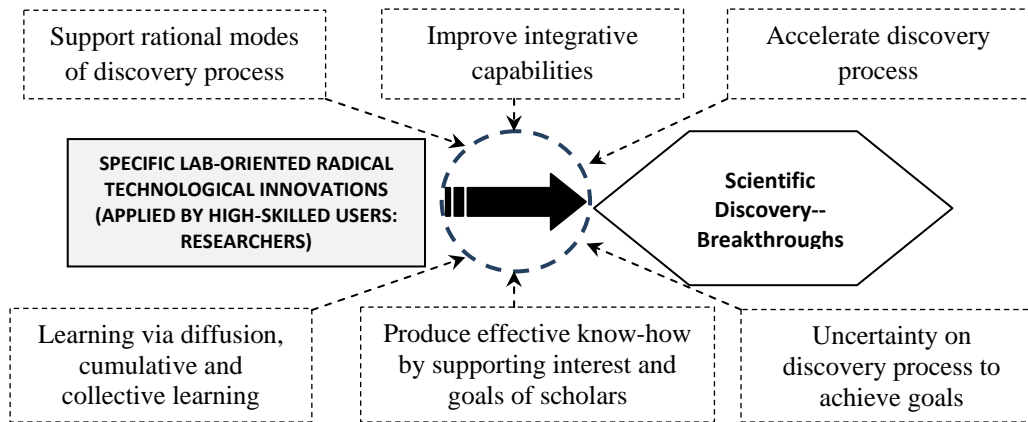 Support rational modes
of discovery process
Improve integrative
capabilities
Accelerate discovery
process
SPECIFIC LAB-ORIENTED RADICAL
TECHNOLOGICAL INNOVATIONS
(APPLIED BY HIGH-SKILLED USERS:
RESEARCHERS)
Scientific
Discovery--
Breakthroughs
Learning via diffusion,
cumulative and
collective learning
Produce effective know-how
by supporting interest and
goals of scholars
Uncertainty on
discovery process to
achieve goals